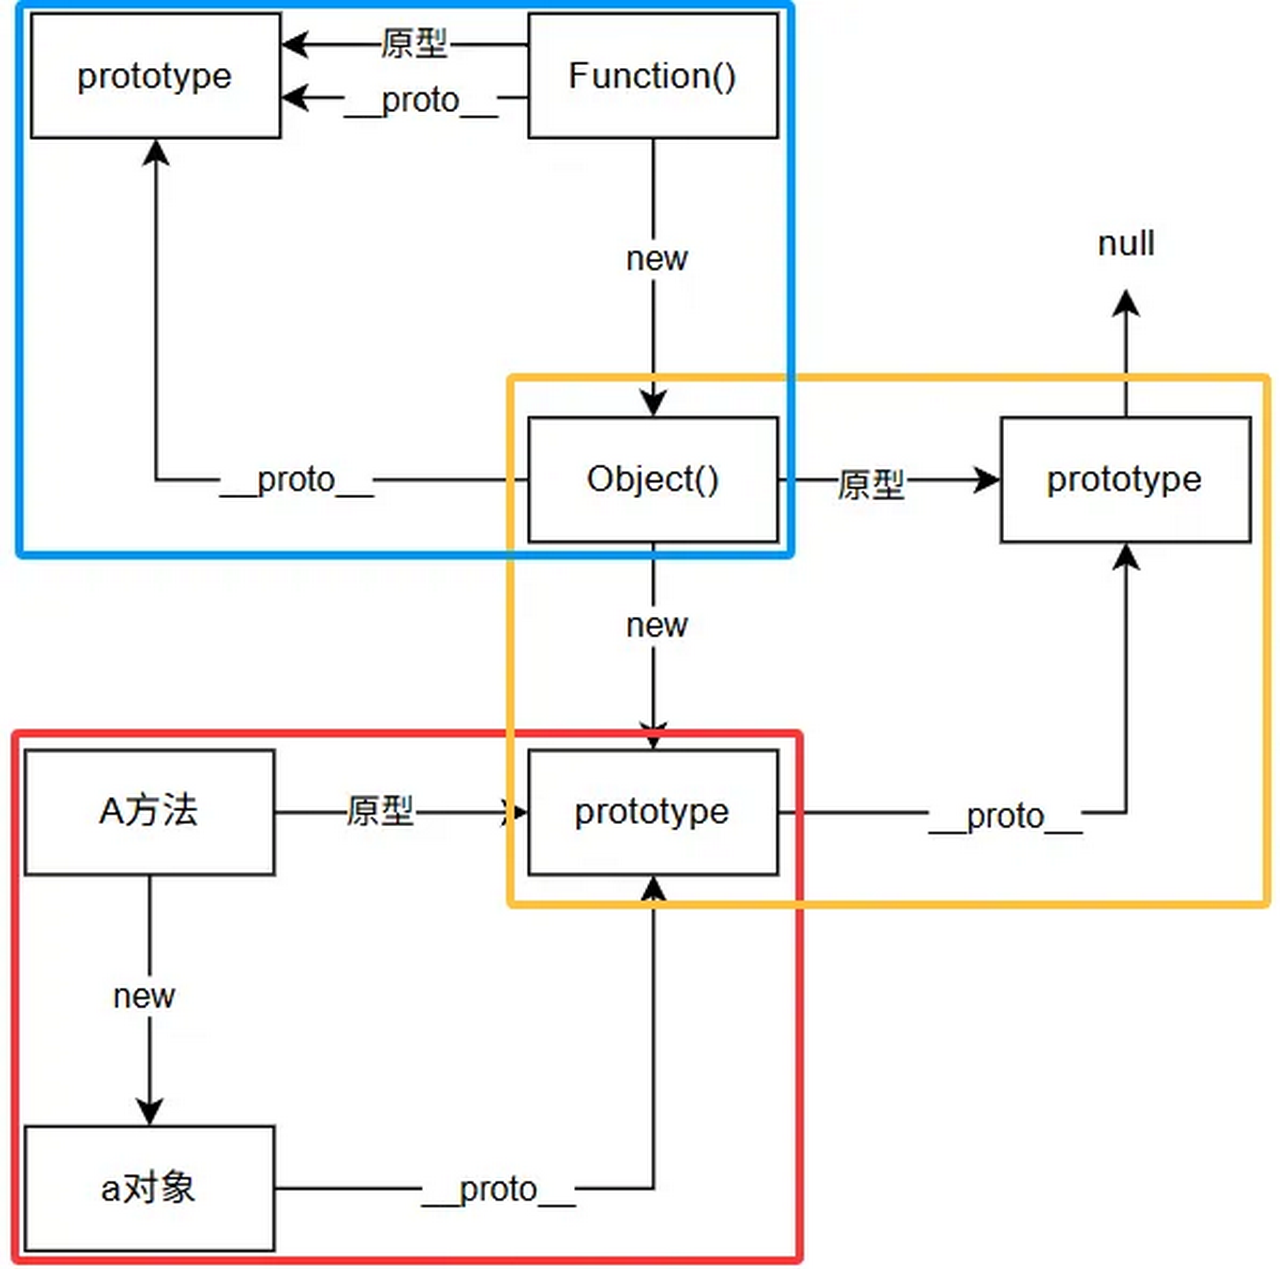 prototype
原型
__proto__
Function()
new
null
__proto__
Object()
原型
prototype
new
A方法
原型
prototype
__proto__
new
a对象
__proto__